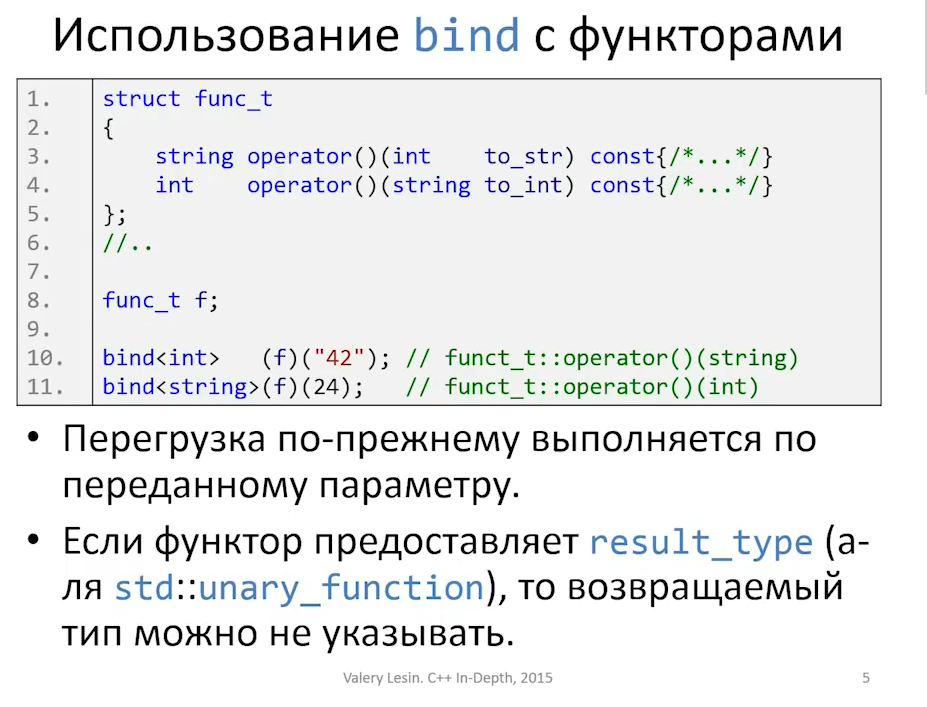 Использование bind с функторами
1. struct func_t
2. {
3.     string operator()(int    to_str) const{/*...*/}
4.     int    operator()(string to_int) const{/*...*/}
5. };
6. //..
7.
8. func_t f;
9.
10. bind<int>   (f)("42"); // funct_t::operator()(string)
11. bind<string>(f)(24);   // funct_t::operator()(int)
• Перегрузка по-прежнему выполняется по
переданному параметру.
• Если функтор предоставляет result_type (а-
ля std::unary_function), то возвращаемый
тип можно не указывать.
Valery Lesin. C++ In-Depth, 2015 5